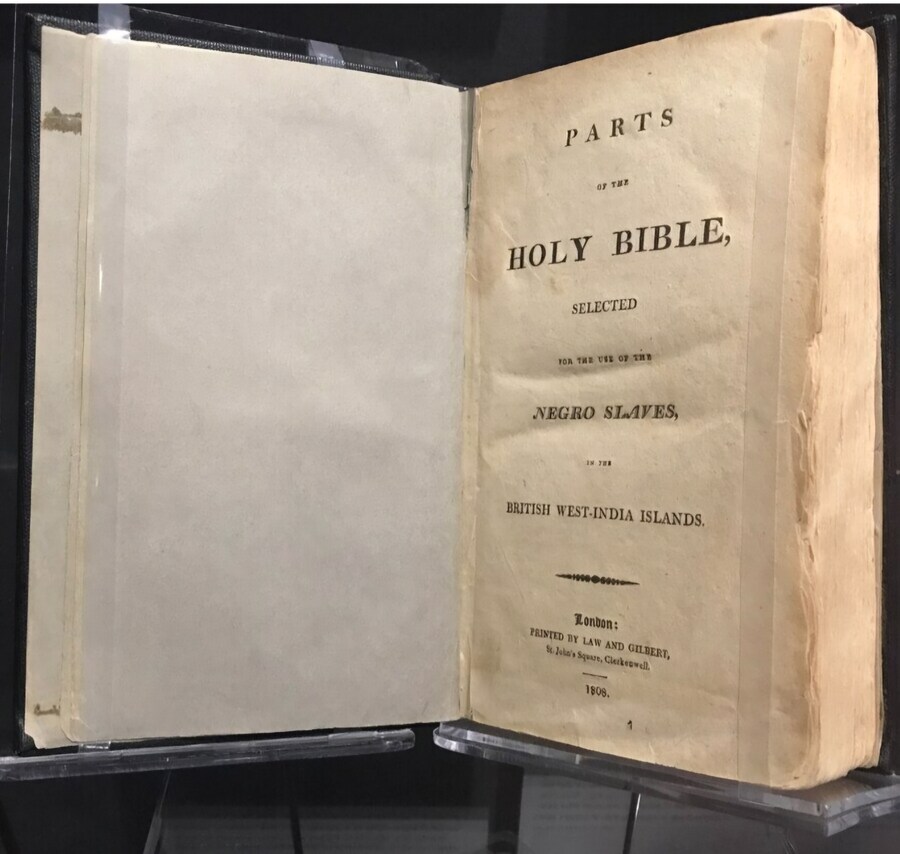 PARTS
OF THE
HOLY BIBLE,
SELECTED
FOR THE USE OF THE
NEGRO SLAVES,
IN THE
BRITISH WEST-INDIA ISLANDS.
London:
PRINTED BY LAW AND GILBERT,
St. John's Square, Clerkenwell.
1808.